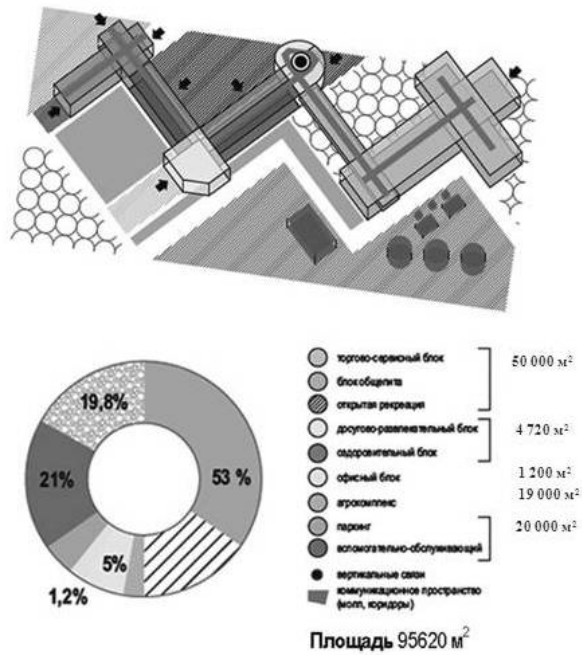 19,8%
53 %
21%
5%
1,2%
торгово-сервисный блок
50 000 м²
блок общепита
открытая рекреация
досугово-развлекательный блок
4 720 м²
оздоровительный блок
офисный блок
1 200 м²
агрокомплекс
19 000 м²
паркинг
20 000 м²
вспомогательно-обслуживающий
вертикальные связи
коммуникационное пространство
(молл, коридоры)
Площадь 95620 м²